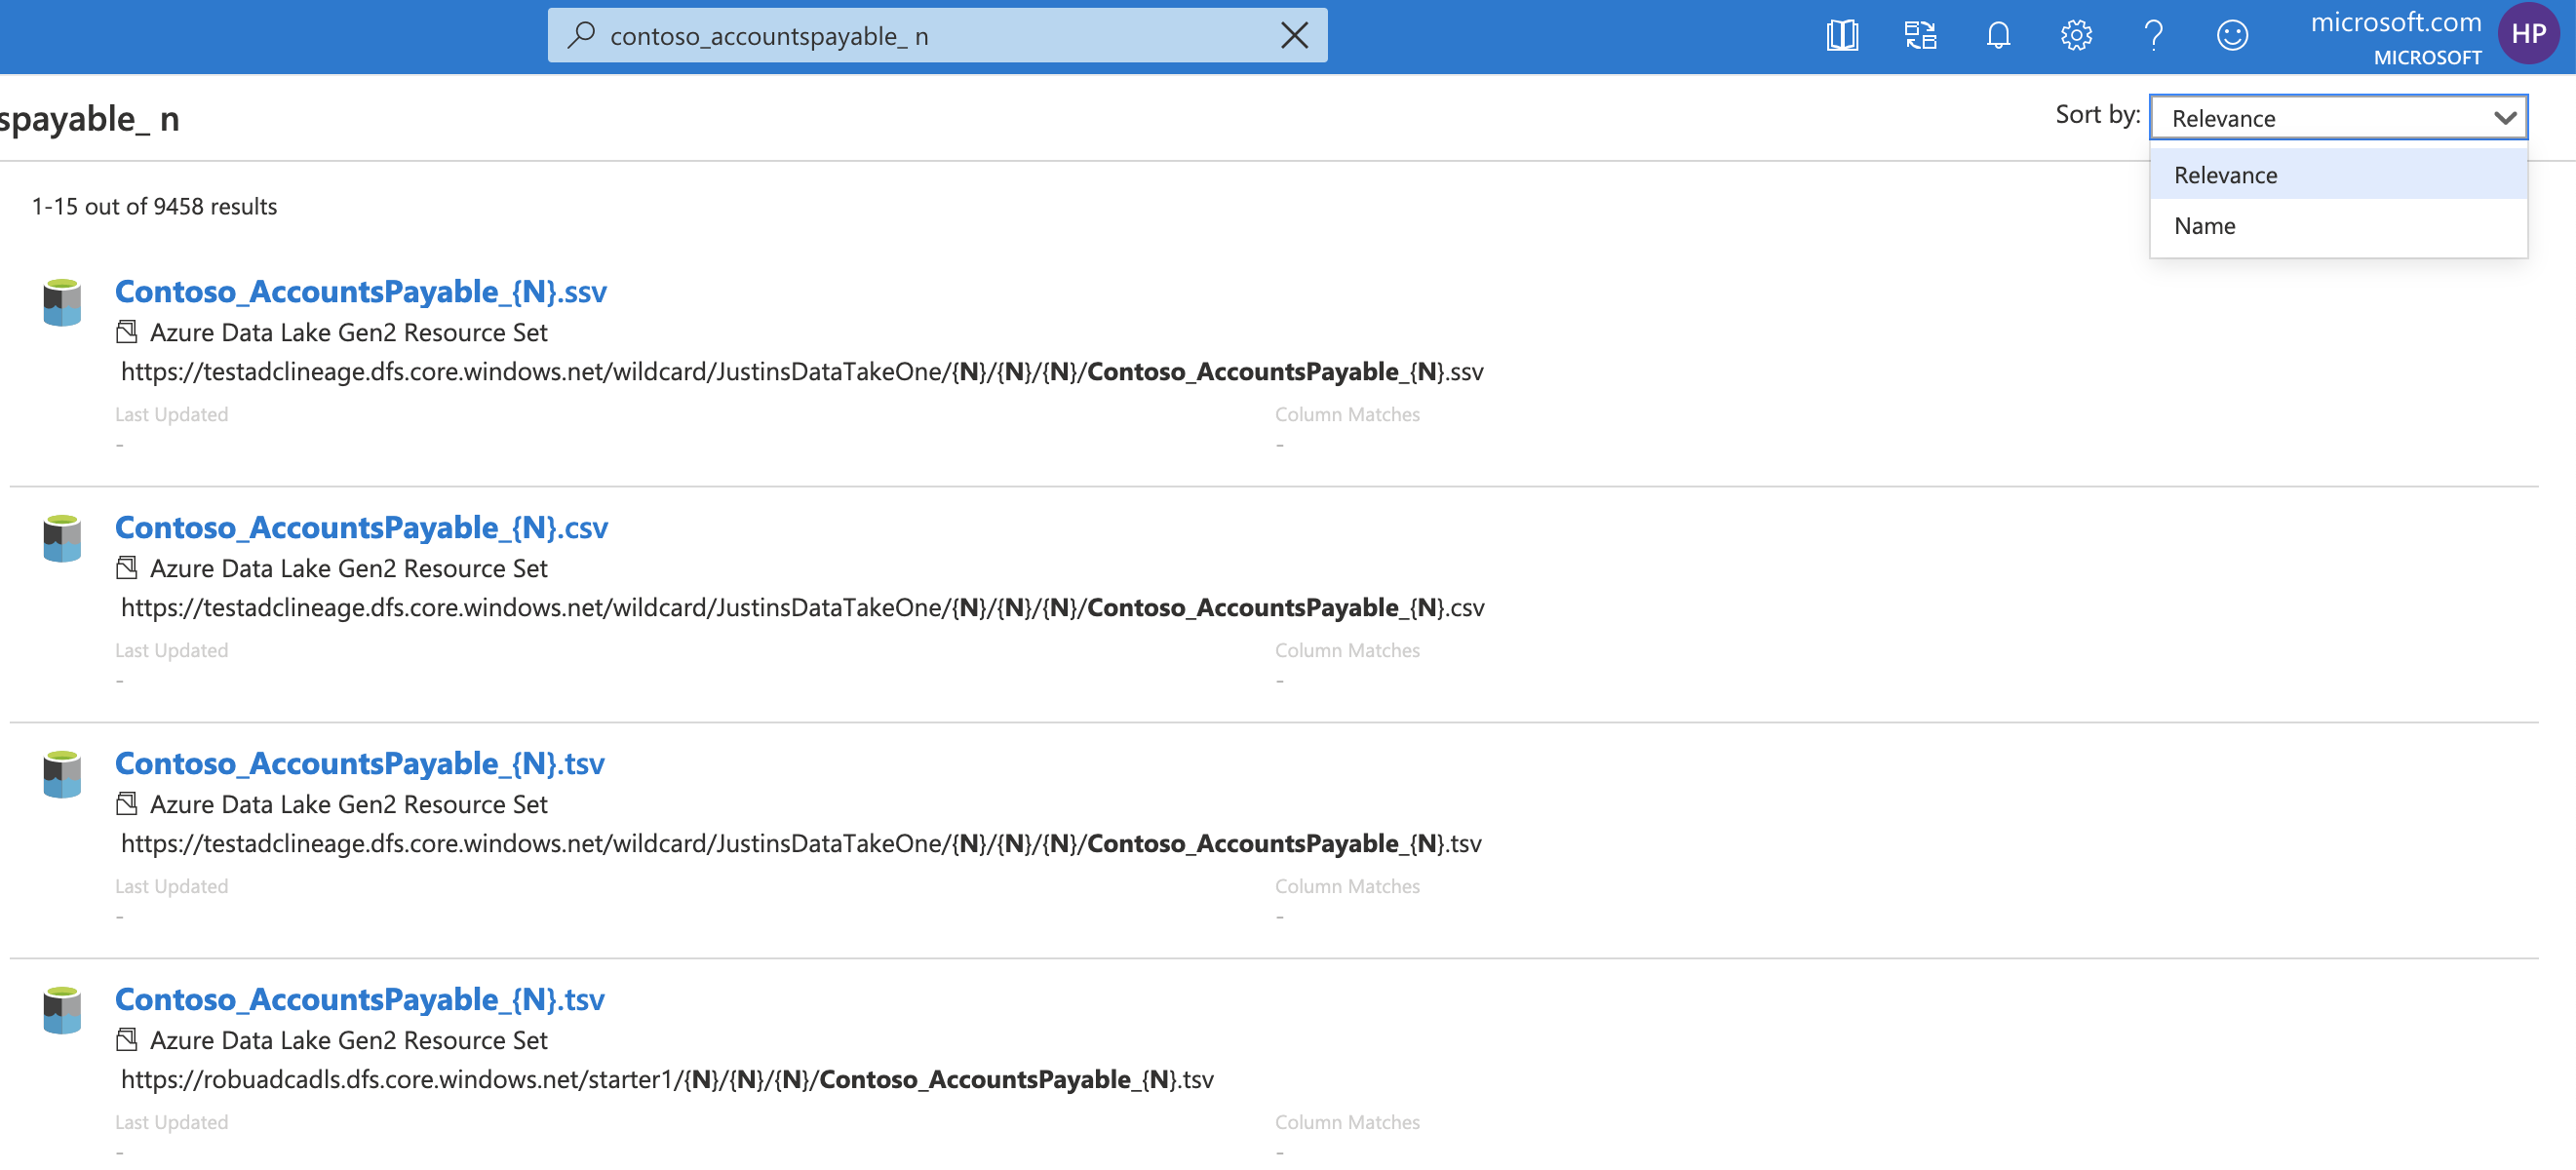 contoso_accountspayable_ n
microsoft.com
MICROSOFT
HP
spayable_ n
Sort by:
Relevance
Relevance
Name
1-15 out of 9458 results
Contoso_AccountsPayable_{N}.ssv
Azure Data Lake Gen2 Resource Set
https://testadclineage.dfs.core.windows.net/wildcard/JustinsDataTakeOne/{N}/{N}/{N}/Contoso_AccountsPayable_{N}.ssv
Last Updated
Column Matches
-
-
Contoso_AccountsPayable_{N}.csv
Azure Data Lake Gen2 Resource Set
https://testadclineage.dfs.core.windows.net/wildcard/JustinsDataTakeOne/{N}/{N}/{N}/Contoso_AccountsPayable_{N}.csv
Last Updated
Column Matches
-
-
Contoso_AccountsPayable_{N}.tsv
Azure Data Lake Gen2 Resource Set
https://testadclineage.dfs.core.windows.net/wildcard/JustinsDataTakeOne/{N}/{N}/{N}/Contoso_AccountsPayable_{N}.tsv
Last Updated
Column Matches
-
-
Contoso_AccountsPayable_{N}.tsv
Azure Data Lake Gen2 Resource Set
https://robuadcadls.dfs.core.windows.net/starter1/{N}/{N}/{N}/Contoso_AccountsPayable_{N}.tsv
Last Updated
Column Matches
-
-